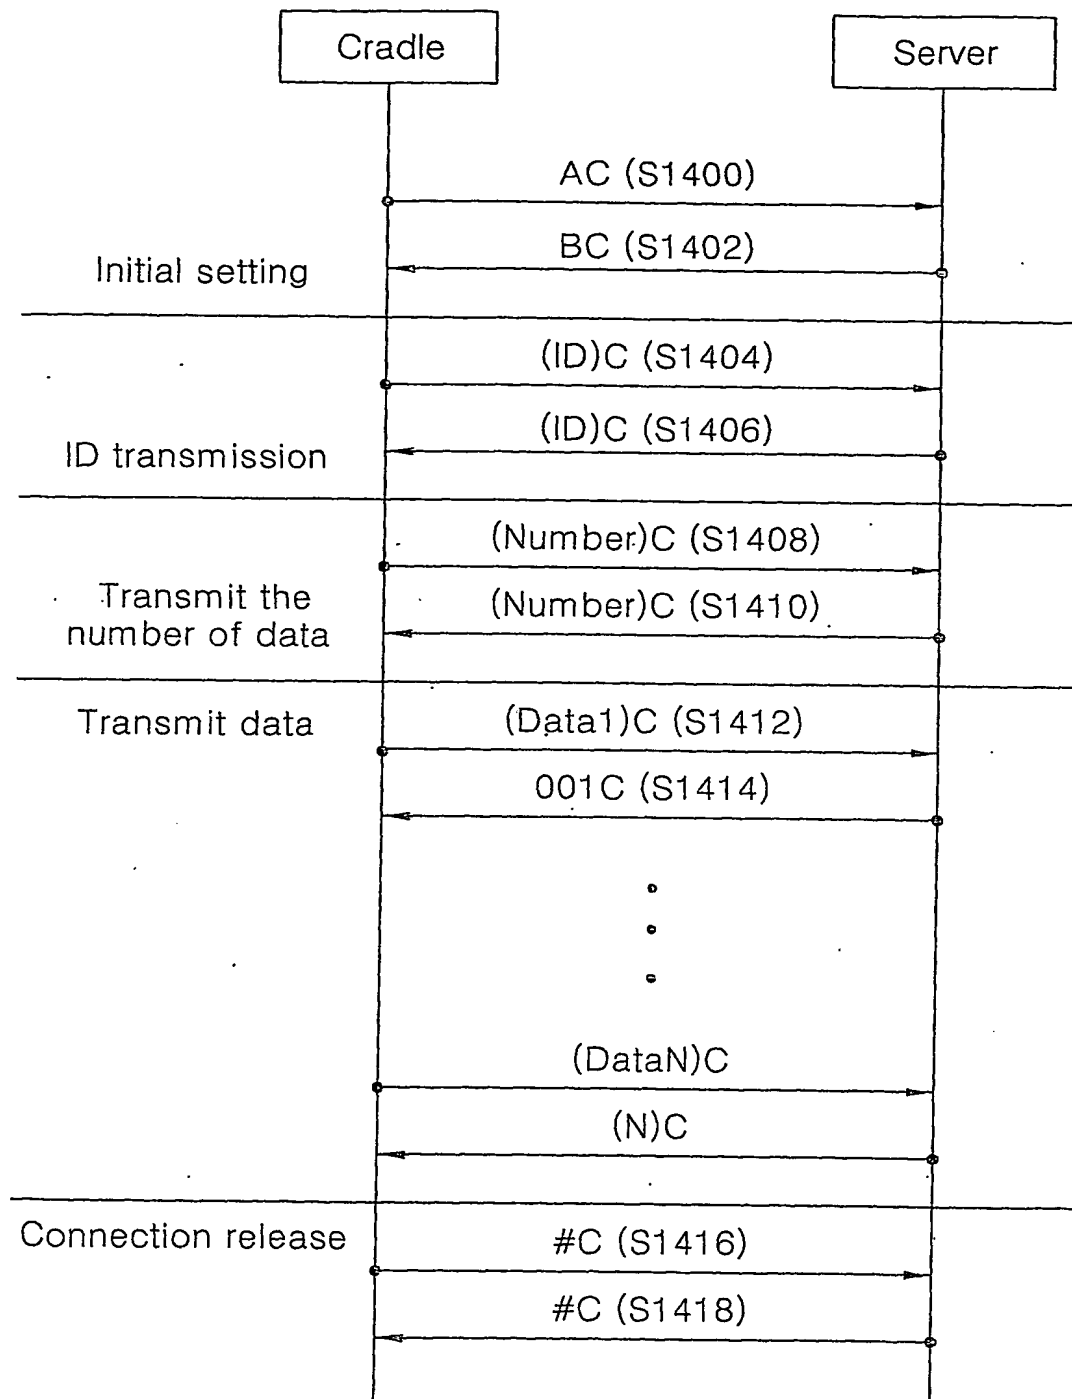 Cradle
Server
AC (S1400)
BC (S1402)
Initial setting
(ID)C (S1404)
(ID)C (S1406)
ID transmission
(Number)C (S1408)
Transmit the
number of data
(Number)C (S1410)
Transmit data
(Data1)C (S1412)
001C (S1414)
(DataN)C
(N)C
Connection release
#C (S1416)
#C (S1418)